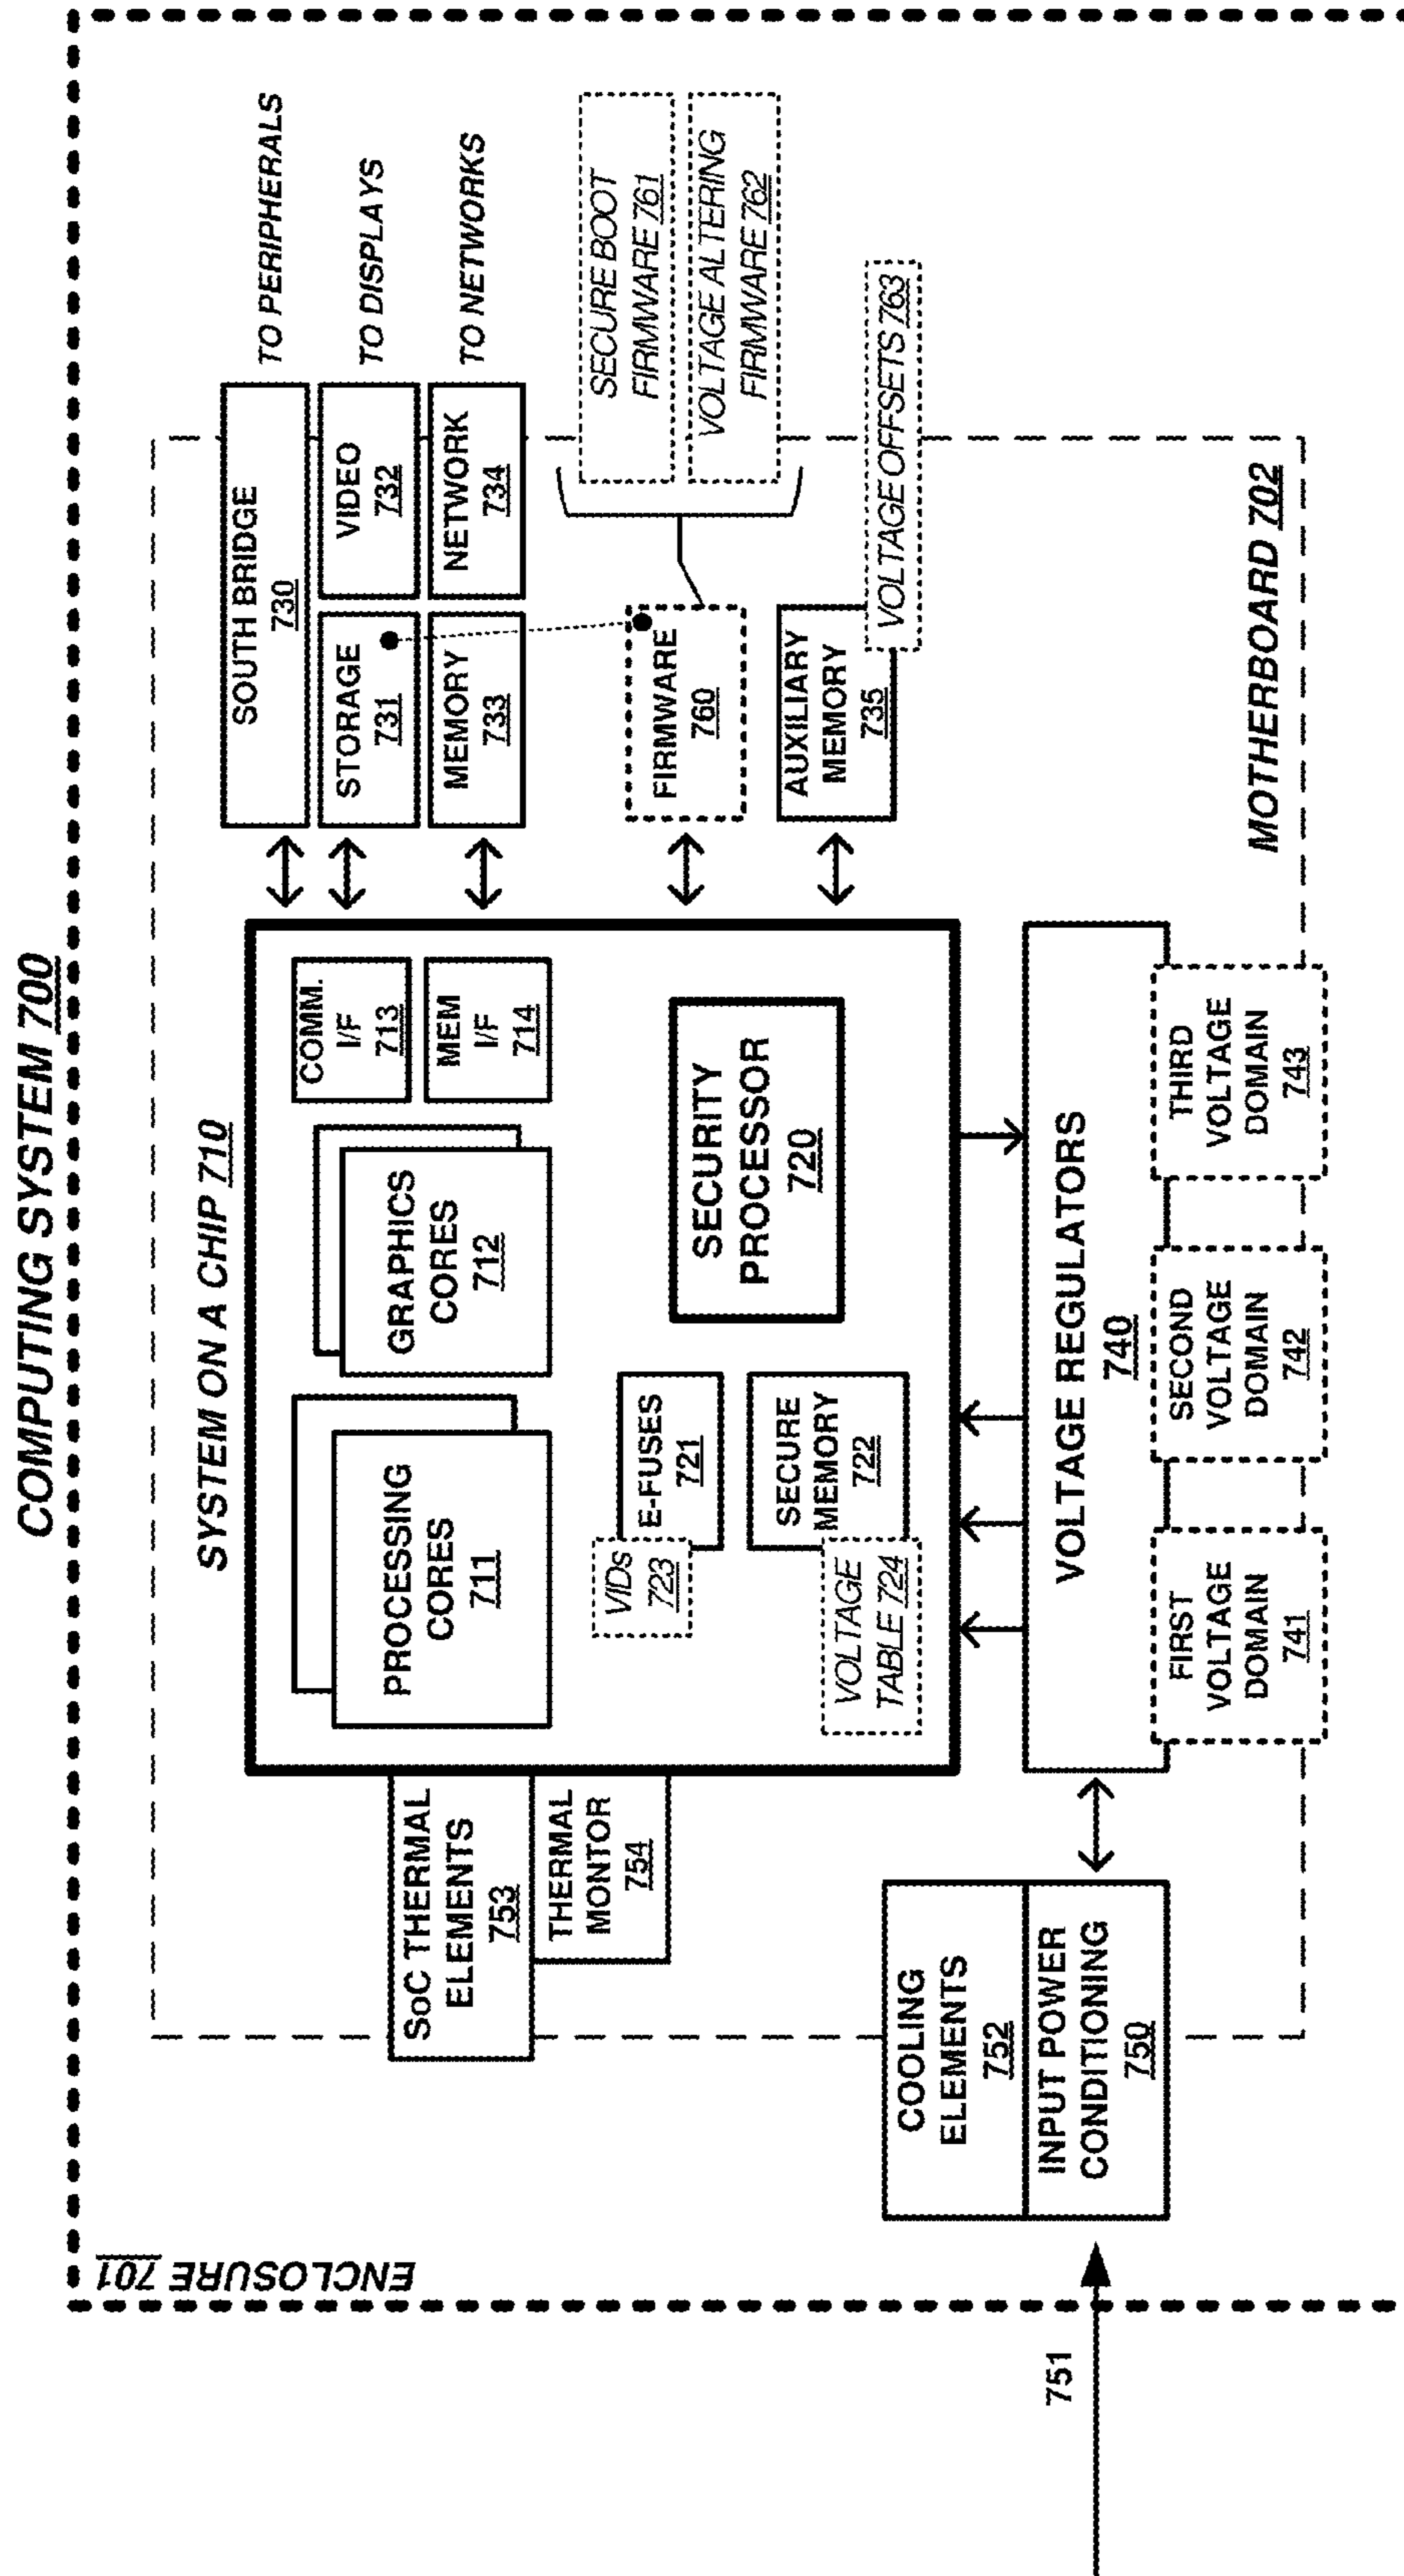 COMPUTING SYSTEM 700
ENCLOSURE 701
SYSTEM ON A CHIP 710
SoC THERMAL
ELEMENTS
753
THERMAL
MONTOR
754
PROCESSING
CORES
711
GRAPHICS
CORES
712
COMM.
I/F
713
MEM
I/F
714
VIDs
723
E-FUSES
721
SECURE
MEMORY
722
VOLTAGE
TABLE 724
SECURITY
PROCESSOR
720
SOUTH BRIDGE
730
TO PERIPHERALS
STORAGE
731
VIDEO
732
TO DISPLAYS
MEMORY
733
NETWORK
734
TO NETWORKS
FIRMWARE
760
SECURE BOOT
FIRMWARE 761
VOLTAGE ALTERING
FIRMWARE 762
AUXILIARY
MEMORY
735
VOLTAGE OFFSETS 763
COOLING
ELEMENTS
752
INPUT POWER
CONDITIONING
750
751
VOLTAGE REGULATORS
740
FIRST
VOLTAGE
DOMAIN
741
SECOND
VOLTAGE
DOMAIN
742
THIRD
VOLTAGE
DOMAIN
743
MOTHERBOARD 702